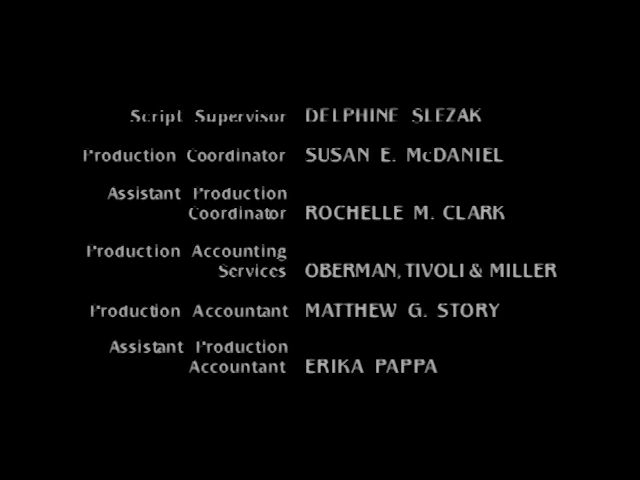 Script Supervisor DELPHINE SLEZAK
Production Coordinator SUSAN E. McDANIEL
Assistant Production
Coordinator ROCHELLE M. CLARK
Production Accounting
Services OBERMAN, TIVOLI & MILLER
Production Accountant MATTHEW G. STORY
Assistant Production
Accountant ERIKA PAPPA